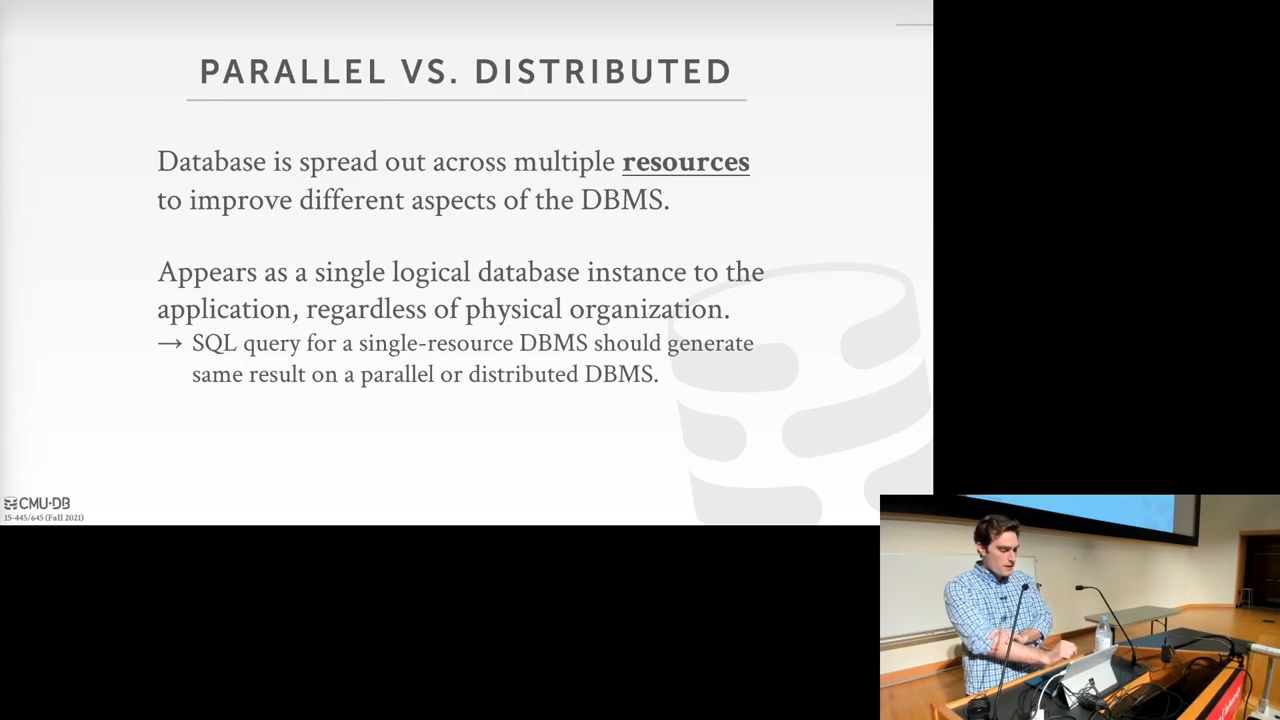 PARALLEL VS. DISTRIBUTED
Database is spread out across multiple resources
to improve different aspects of the DBMS.
Appears as a single logical database instance to the
application, regardless of physical organization.
→ SQL query for a single-resource DBMS should generate
same result on a parallel or distributed DBMS.
CMU·DB
15-445/645 (Fall 2021)